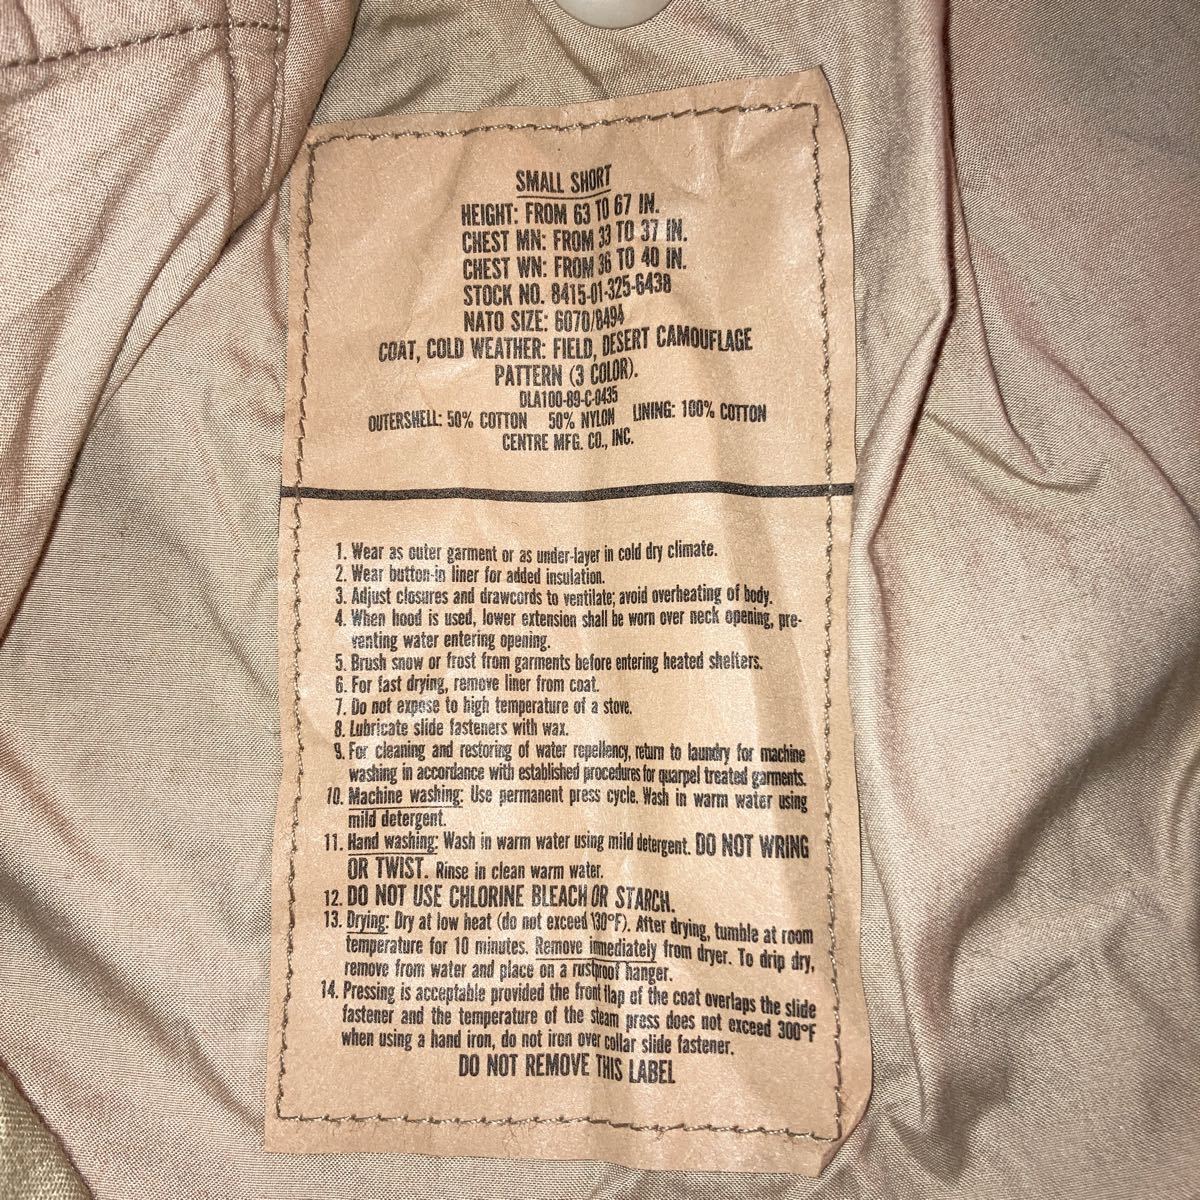 SMALL SHORT
HEIGHT: FROM 63 TO 67 IN.
CHEST MN: FROM 33 TO 37 IN.
CHEST WN: FROM 36 TO 40 IN.
STOCK NO. 8415-01-325-6438
NATO SIZE: 6070/8494
COAT, COLD WEATHER: FIELD, DESERT CAMOUFLAGE
PATTERN (3 COLOR).
DLA100-89-C-0435
OUTERSHELL: 50% COTTON 50% NYLON LINING: 100% COTTON
CENTRE MFG. CO., INC.
1. Wear as outer garment or as under-layer in cold dry climate.
2. Wear button-in liner for added insulation.
3. Adjust closures and drawcords to ventilate; avoid overheating of body.
4. When hood is used, lower extension shall be worn over neck opening, pre-
venting water entering opening.
5. Brush snow or frost from garments before entering heated shelters.
6. For fast drying, remove liner from coat.
7. Do not expose to high temperature of a stove.
8. Lubricate slide fasteners with wax.
9. For cleaning and restoring of water repellency, return to laundry for machine
washing in accordance with established procedures for quarpel treated garments.
10. Machine washing: Use permanent press cycle. Wash in warm water using
mild detergent.
11. Hand washing: Wash in warm water using mild detergent. DO NOT WRING
OR TWIST. Rinse in clean warm water.
12. DO NOT USE CHLORINE BLEACH OR STARCH.
13. Drying: Dry at low heat (do not exceed 130°F). After drying, tumble at room
temperature for 10 minutes. Remove immediately from dryer. To drip dry,
remove from water and place on a rustproof hanger.
14. Pressing is acceptable provided the front flap of the coat overlaps the slide
fastener and the temperature of the steam press does not exceed 300°F
when using a hand iron, do not iron over collar slide fastener.
DO NOT REMOVE THIS LABEL